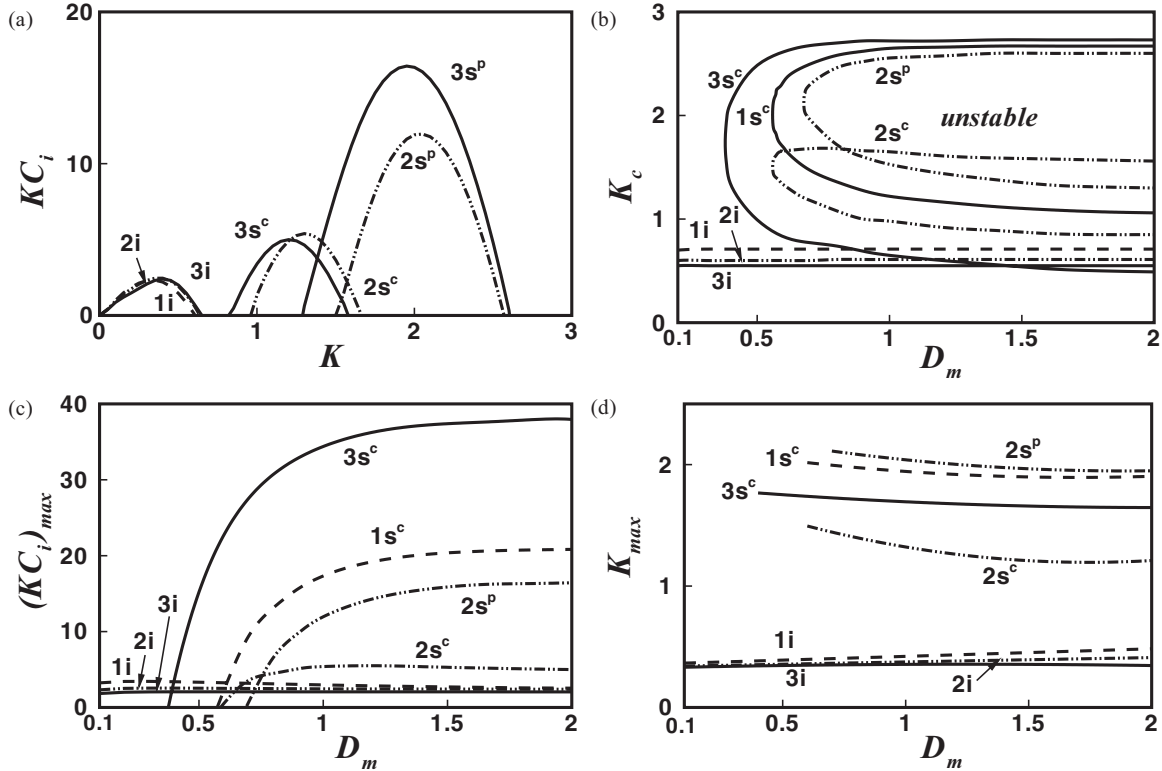 (a)
20
10
0
KC_i
0
1
2
3
K
2i
3i
1i
3s^c
2s^c
3s^p
2s^p
(b)
3
2
1
0
K_c
0.1
0.5
1
1.5
2
D_m
3s^c
1s^c
2s^p
2s^c
unstable
1i
2i
3i
(c)
40
30
20
10
0
(KC_i)_max
0.1
0.5
1
1.5
2
D_m
3s^c
1s^c
2s^p
2s^c
1i
2i
3i
(d)
2
1
0
K_max
0.1
0.5
1
1.5
2
D_m
2s^p
1s^c
3s^c
2s^c
1i
3i
2i